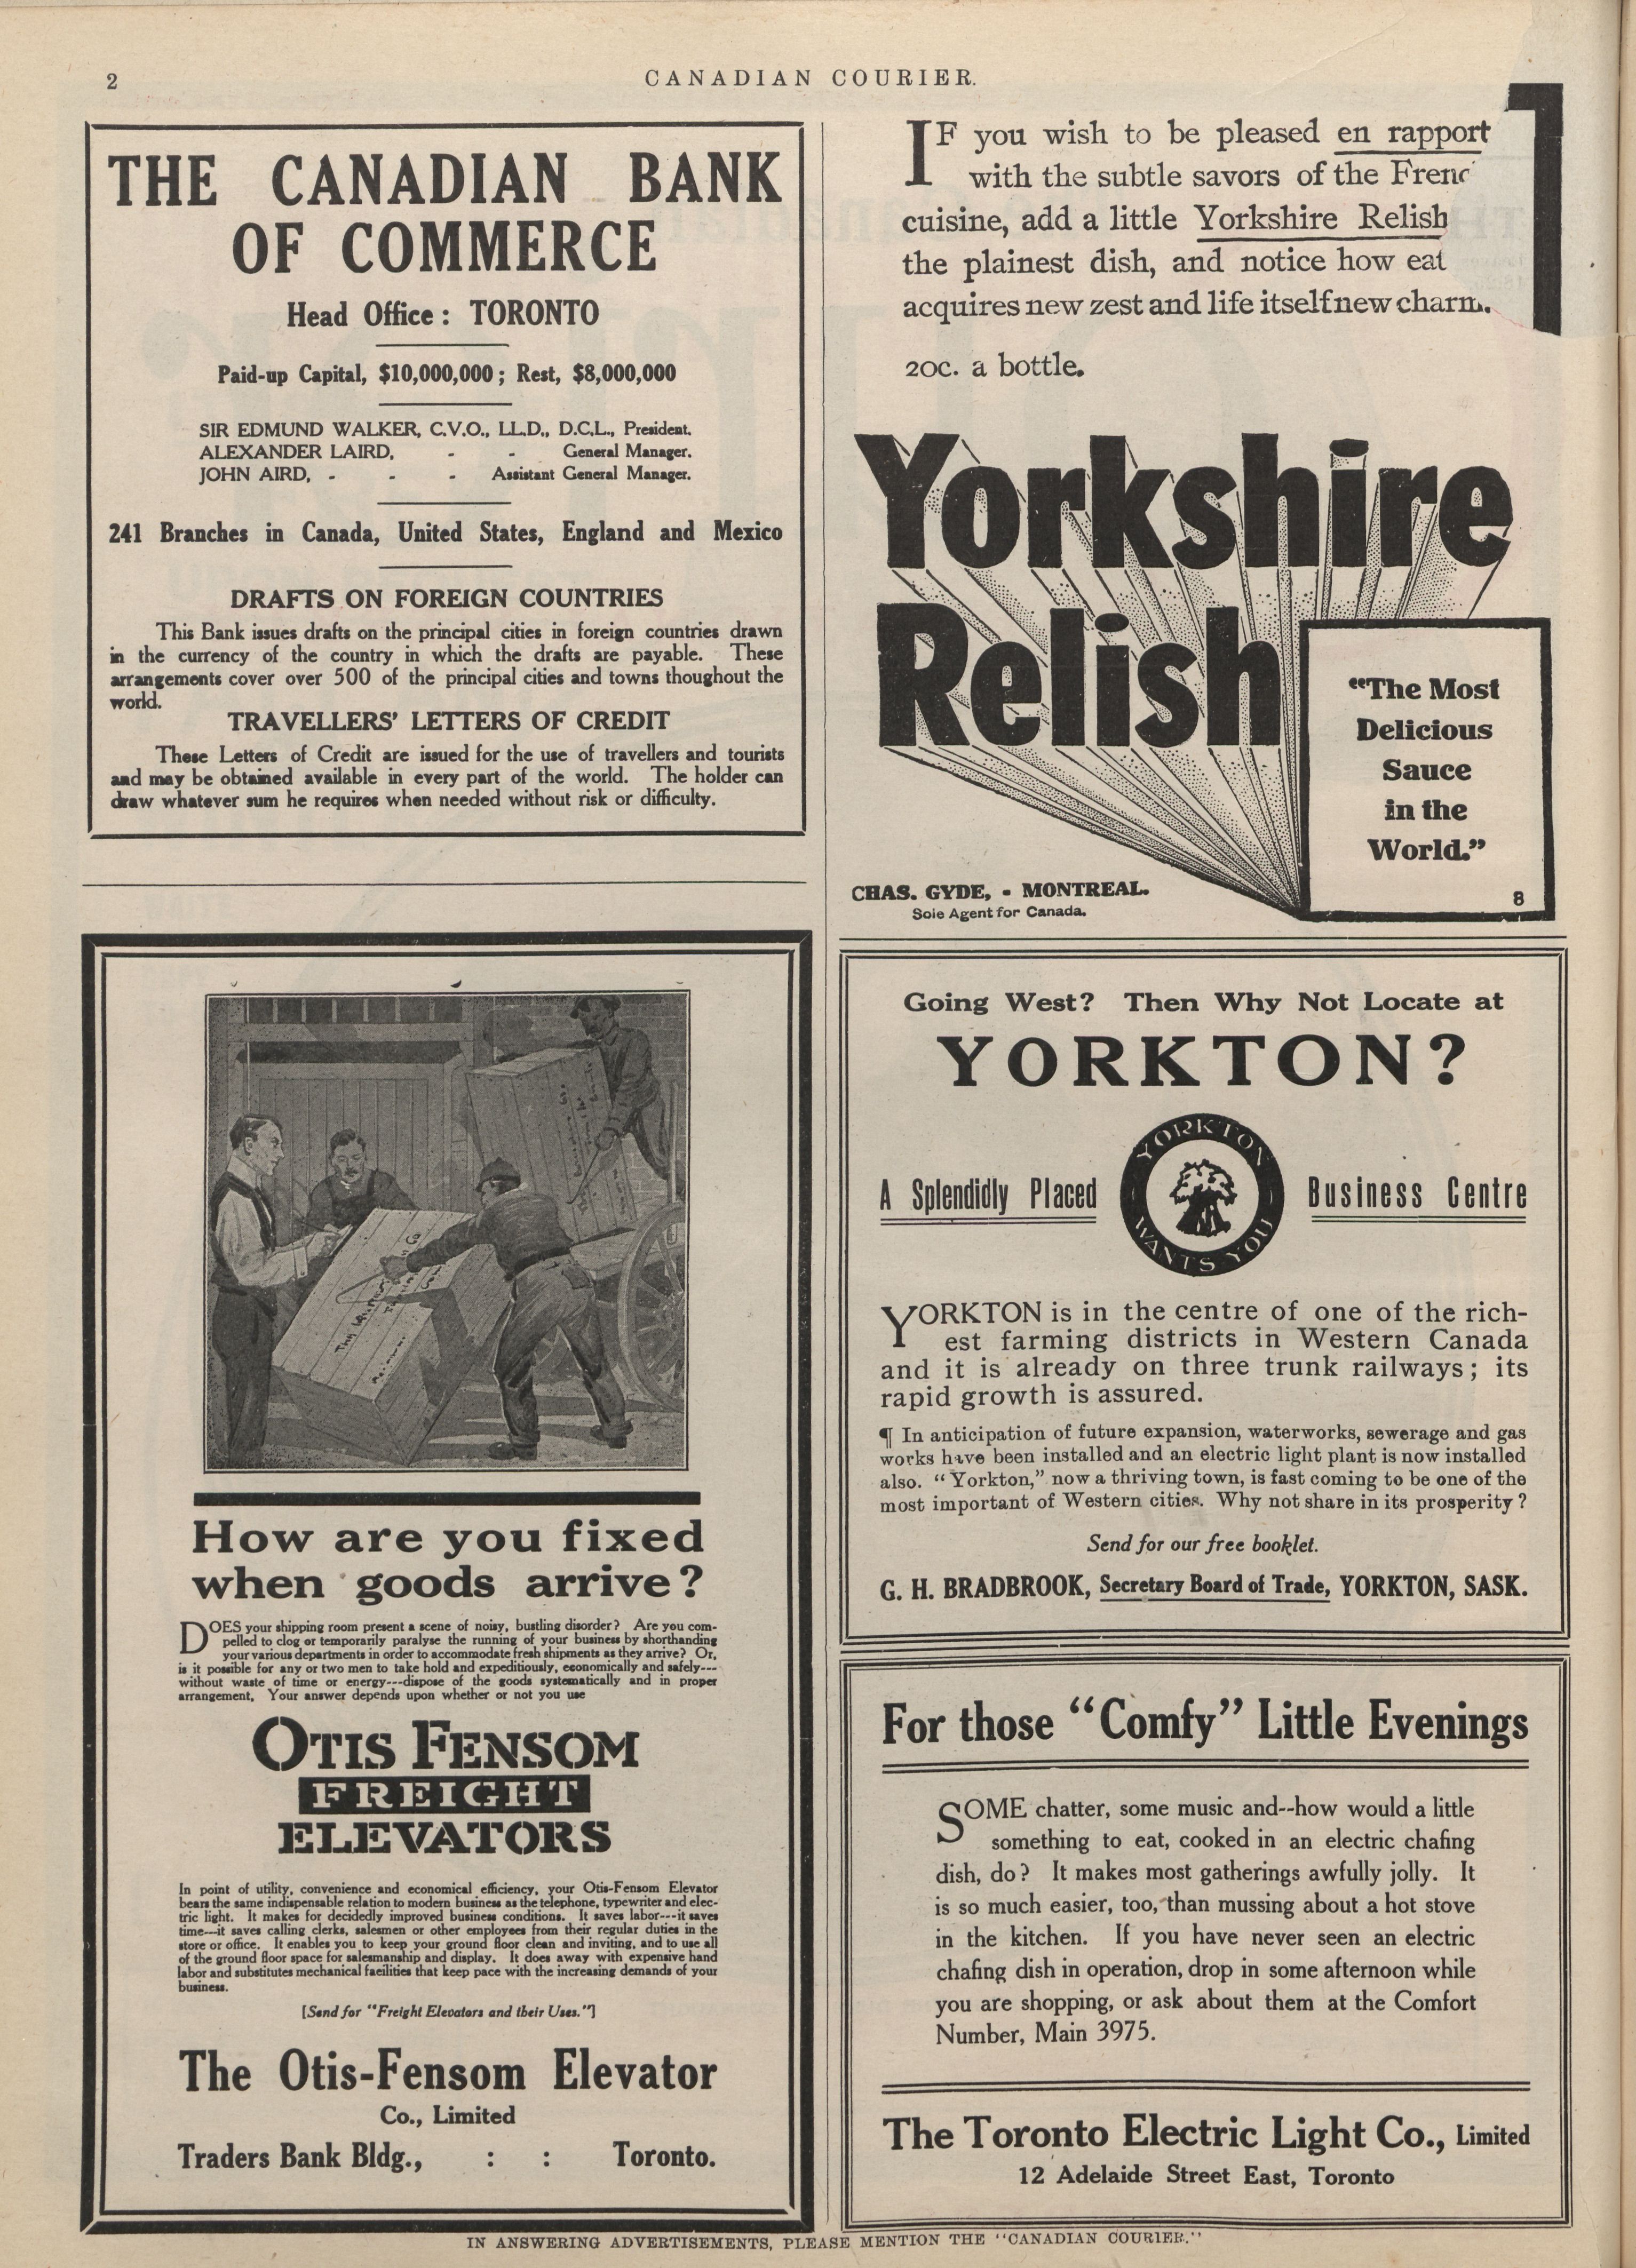 2
CANADIAN COURIER.
THE CANADIAN BANK
OF COMMERCE
Head Office: TORONTO
Paid-up Capital, $10,000,000; Rest, $8,000,000
SIR EDMUND WALKER, C.V.O., LL.D., D.C.L., President.
ALEXANDER LAIRD, - - General Manager.
JOHN AIRD, - - - Assistant General Manager.
241 Branches in Canada, United States, England and Mexico
DRAFTS ON FOREIGN COUNTRIES
This Bank issues drafts on the principal cities in foreign countries drawn
in the currency of the country in which the drafts are payable. These
arrangements cover over 500 of the principal cities and towns thoughout the
world.
TRAVELLERS' LETTERS OF CREDIT
These Letters of Credit are issued for the use of travellers and tourists
and may be obtained available in every part of the world. The holder can
draw whatever sum he requires when needed without risk or difficulty.
How are you fixed
when goods arrive?
DOES your shipping room present a scene of noisy, bustling disorder? Are you com-
pelled to clog or temporarily paralyse the running of your business by shorthanding
your various departments in order to accommodate fresh shipments as they arrive? Or,
is it possible for any or two men to take hold and expeditiously, economically and safely---
without waste of time or energy---dispose of the goods systematically and in proper
arrangement. Your answer depends upon whether or not you use
OTIS FENSOM
FREIGHT
ELEVATORS
In point of utility, convenience and economical efficiency, your Otis-Fensom Elevator
bears the same indispensable relation to modern business as the telephone, typewriter and elec-
tric light. It makes for decidedly improved business conditions. It saves labor---it saves
time---it saves calling clerks, salesmen or other employees from their regular duties in the
store or office. It enables you to keep your ground floor clean and inviting, and to use all
of the ground floor space for salesmanship and display. It does away with expensive hand
labor and substitutes mechanical facilities that keep pace with the increasing demands of your
business.
[Send for "Freight Elevators and their Uses."]
The Otis-Fensom Elevator
Co., Limited
Traders Bank Bldg., : : Toronto.
IF you wish to be pleased en rapport
with the subtle savors of the Frenc
cuisine, add a little Yorkshire Relish
the plainest dish, and notice how eat
acquires new zest and life itself new charm.
20c. a bottle.
Yorkshire
Relish
"The Most
Delicious
Sauce
in the
World."
8
CHAS. GYDE, - MONTREAL.
Sole Agent for Canada.
Going West? Then Why Not Locate at
YORKTON?
A Splendidly Placed
YORKTON
WANTS YOU
Business Centre
YORKTON is in the centre of one of the rich-
est farming districts in Western Canada
and it is already on three trunk railways; its
rapid growth is assured.
¶ In anticipation of future expansion, waterworks, sewerage and gas
works have been installed and an electric light plant is now installed
also. "Yorkton," now a thriving town, is fast coming to be one of the
most important of Western cities. Why not share in its prosperity?
Send for our free booklet.
G. H. BRADBROOK, Secretary Board of Trade, YORKTON, SASK.
For those "Comfy" Little Evenings
SOME chatter, some music and--how would a little
something to eat, cooked in an electric chafing
dish, do? It makes most gatherings awfully jolly. It
is so much easier, too, than mussing about a hot stove
in the kitchen. If you have never seen an electric
chafing dish in operation, drop in some afternoon while
you are shopping, or ask about them at the Comfort
Number, Main 3975.
The Toronto Electric Light Co., Limited
12 Adelaide Street East, Toronto
IN ANSWERING ADVERTISEMENTS, PLEASE MENTION THE "CANADIAN COURIER."